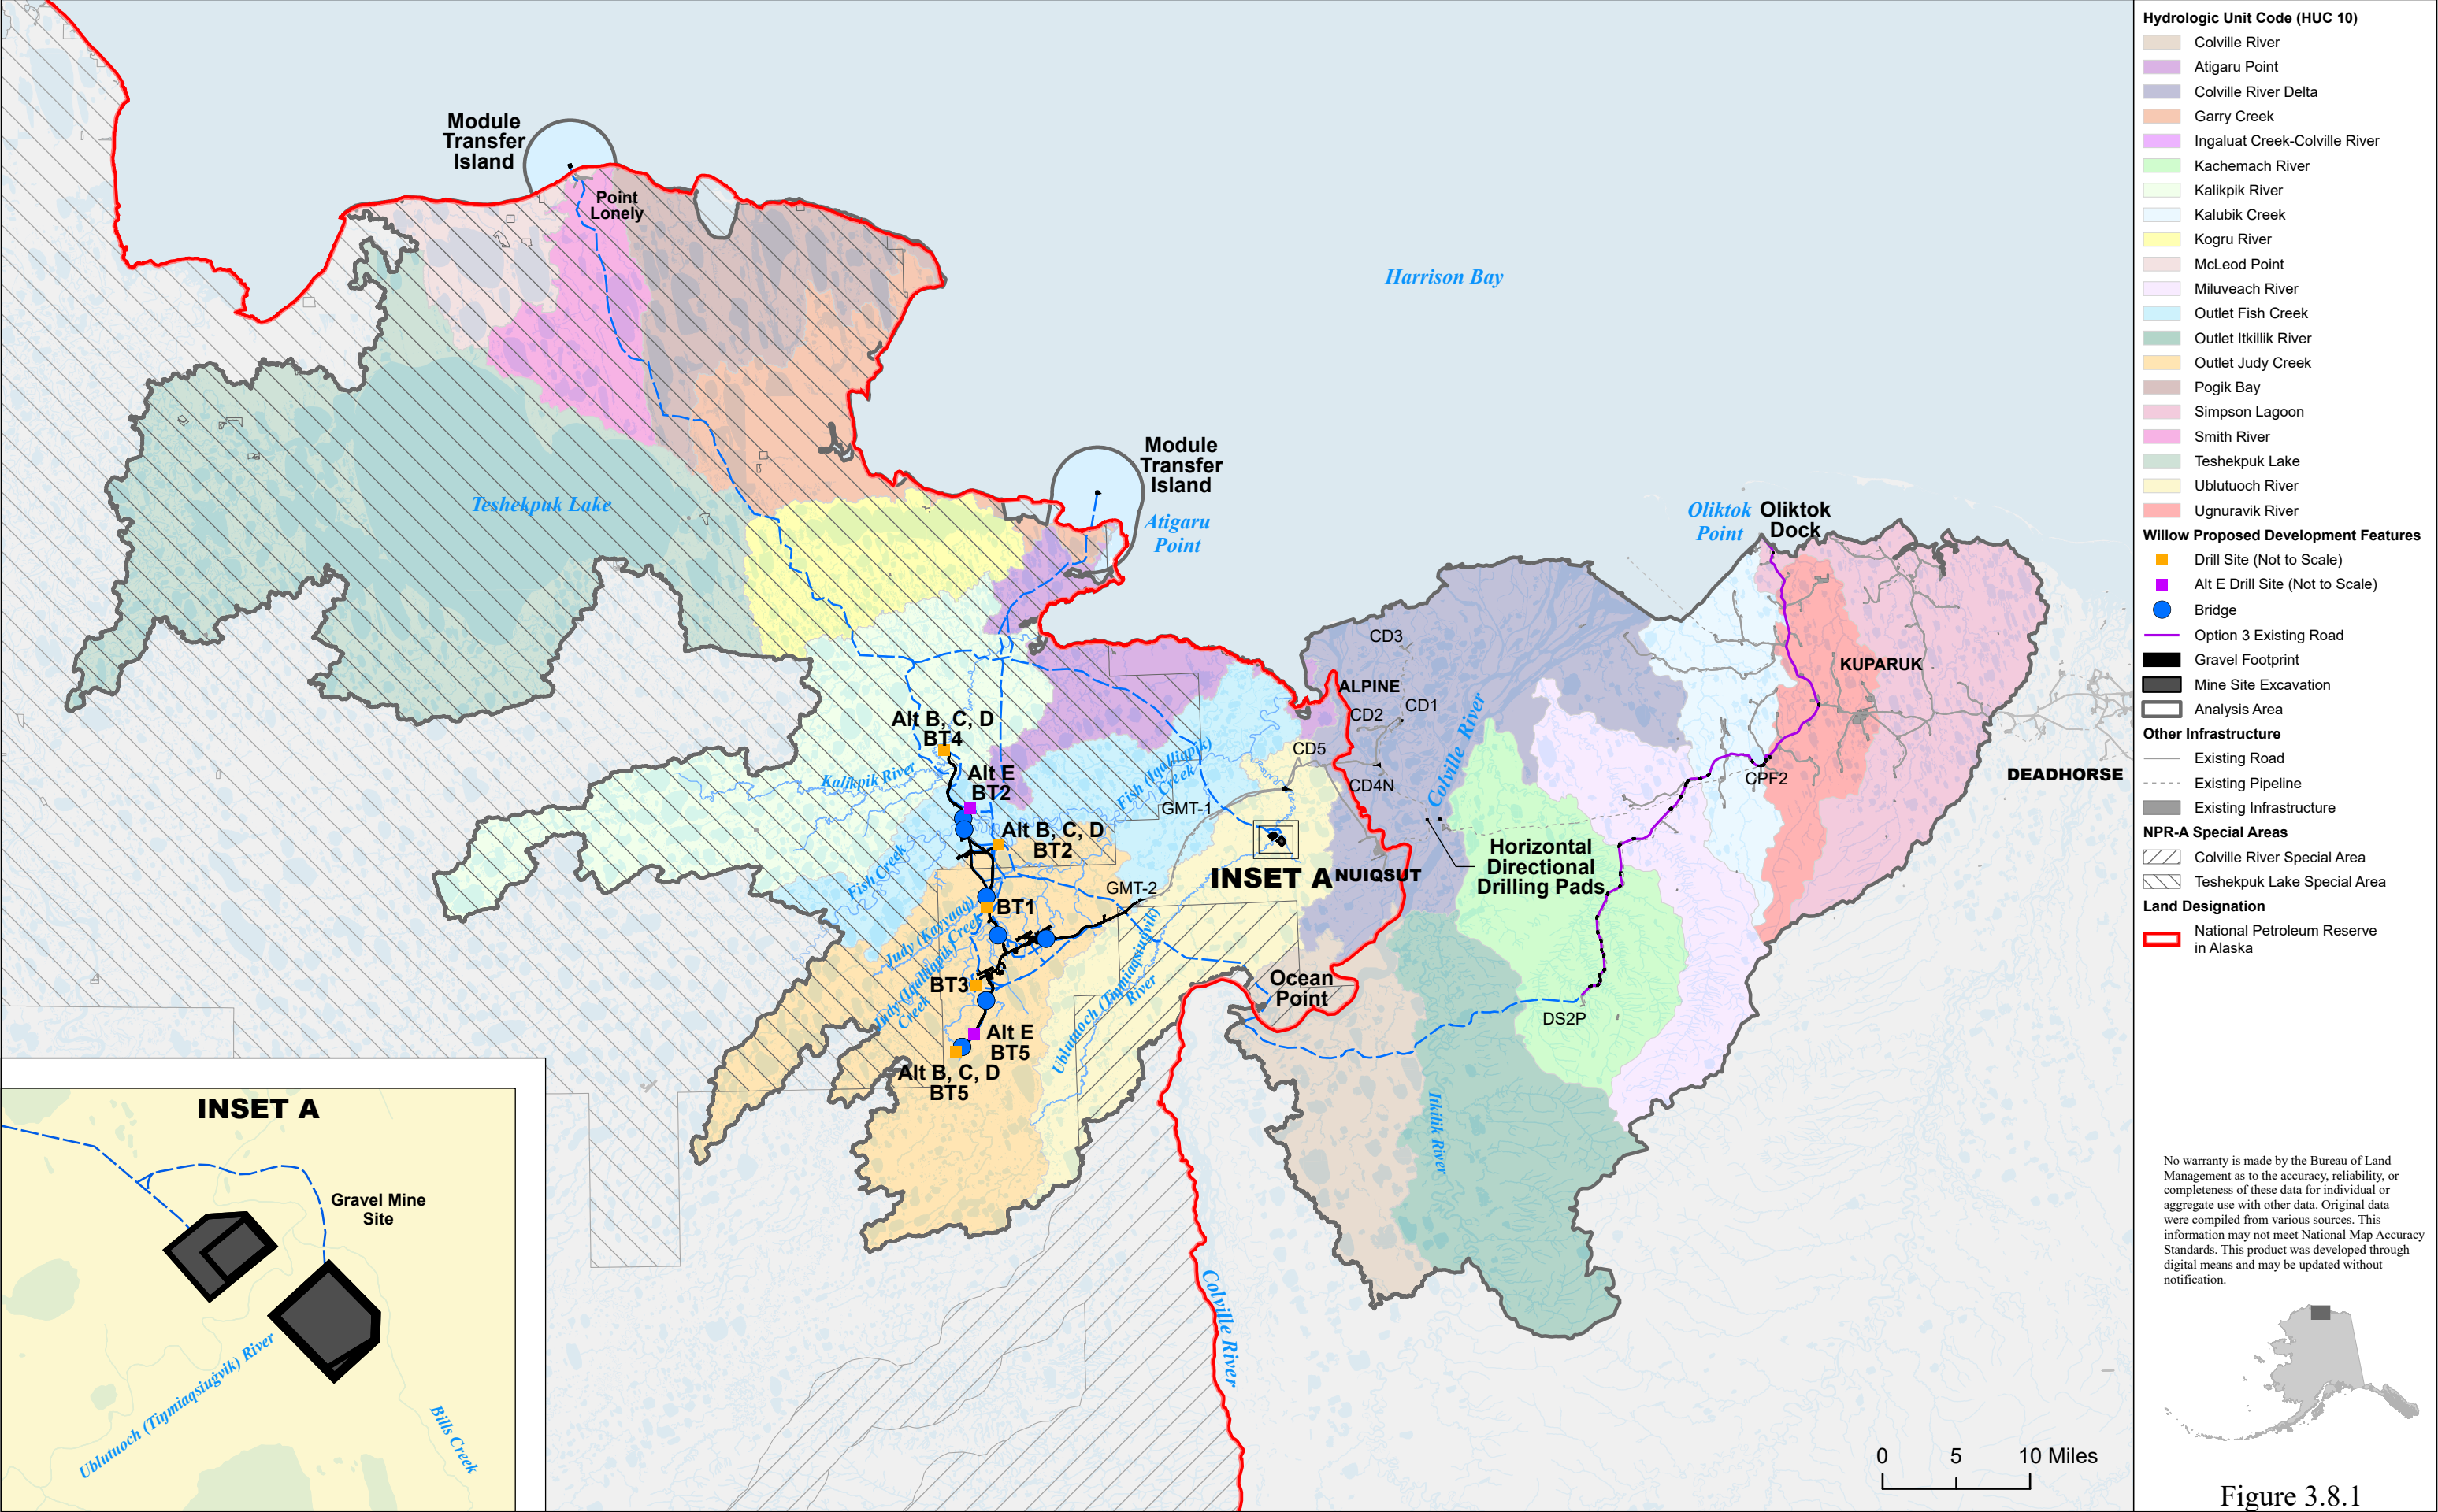 Module
Transfer
Island
Point
Lonely
Harrison Bay
Module
Transfer
Island
Atigaru
Point
Teshekpuk Lake
Oliktok
Point
Oliktok
Dock
CD3
KUPARUK
ALPINE
CD1
CD2
CD5
CD4N
CPF2
DEADHORSE
Colville River
Alt B, C, D
BT4
Kalikpik River
Alt E
BT2
Fish (Iqalliqpik)
Creek
GMT-1
Alt B, C, D
BT2
Fish Creek
Horizontal
Directional
Drilling Pads
INSET A
NUIQSUT
GMT-2
BT1
Judy (Kayyaaq)
Creek
Judy (Iqalliqpik)
Creek
BT3
Ublutuoch (Tiŋmiaqsiuġvik)
River
Ocean
Point
DS2P
Alt E
BT5
Alt B, C, D
BT5
Itkilik River
Colville River
INSET A
Gravel Mine
Site
Ublutuoch (Tiŋmiaqsiuġvik) River
Bills Creek
0 5 10 Miles
Hydrologic Unit Code (HUC 10)
Colville River
Atigaru Point
Colville River Delta
Garry Creek
Ingaluat Creek-Colville River
Kachemach River
Kalikpik River
Kalubik Creek
Kogru River
McLeod Point
Miluveach River
Outlet Fish Creek
Outlet Itkillik River
Outlet Judy Creek
Pogik Bay
Simpson Lagoon
Smith River
Teshekpuk Lake
Ublutuoch River
Ugnuravik River
Willow Proposed Development Features
Drill Site (Not to Scale)
Alt E Drill Site (Not to Scale)
Bridge
Option 3 Existing Road
Gravel Footprint
Mine Site Excavation
Analysis Area
Other Infrastructure
Existing Road
Existing Pipeline
Existing Infrastructure
NPR-A Special Areas
Colville River Special Area
Teshekpuk Lake Special Area
Land Designation
National Petroleum Reserve
in Alaska
No warranty is made by the Bureau of Land
Management as to the accuracy, reliability, or
completeness of these data for individual or
aggregate use with other data. Original data
were compiled from various sources. This
information may not meet National Map Accuracy
Standards. This product was developed through
digital means and may be updated without
notification.
Figure 3.8.1